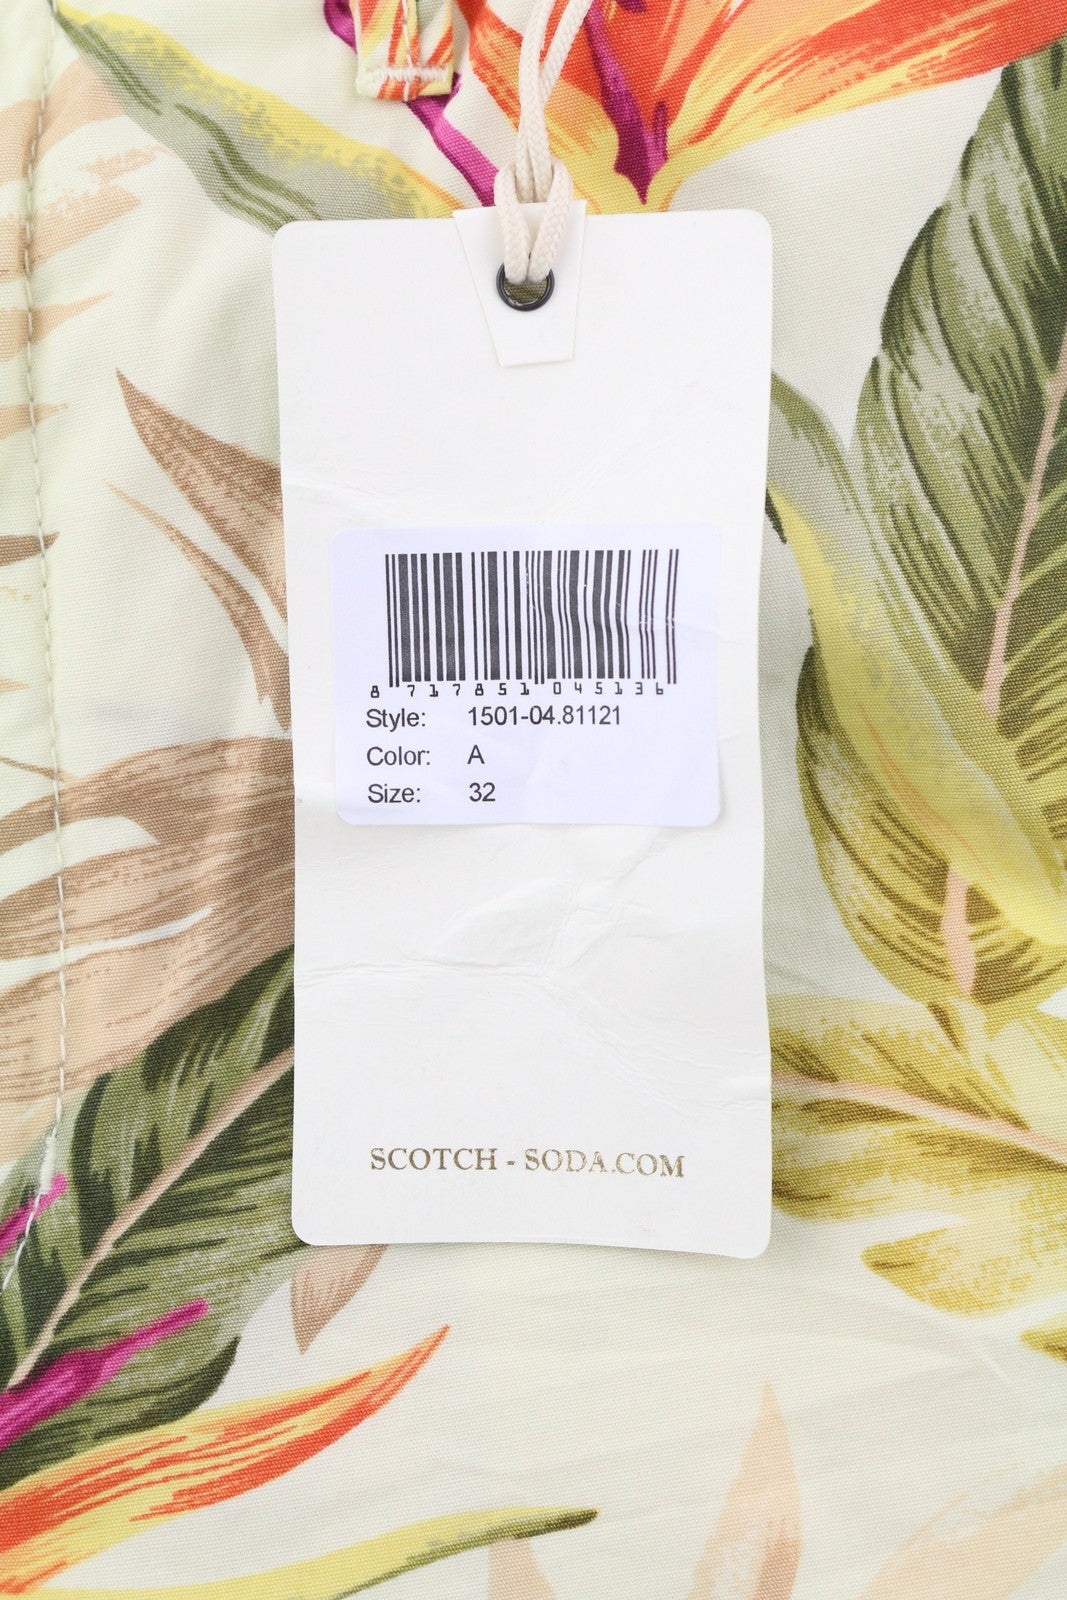 8 717851 045136
Style: 1501-04.81121
Color: A
Size: 32
SCOTCH - SODA.COM